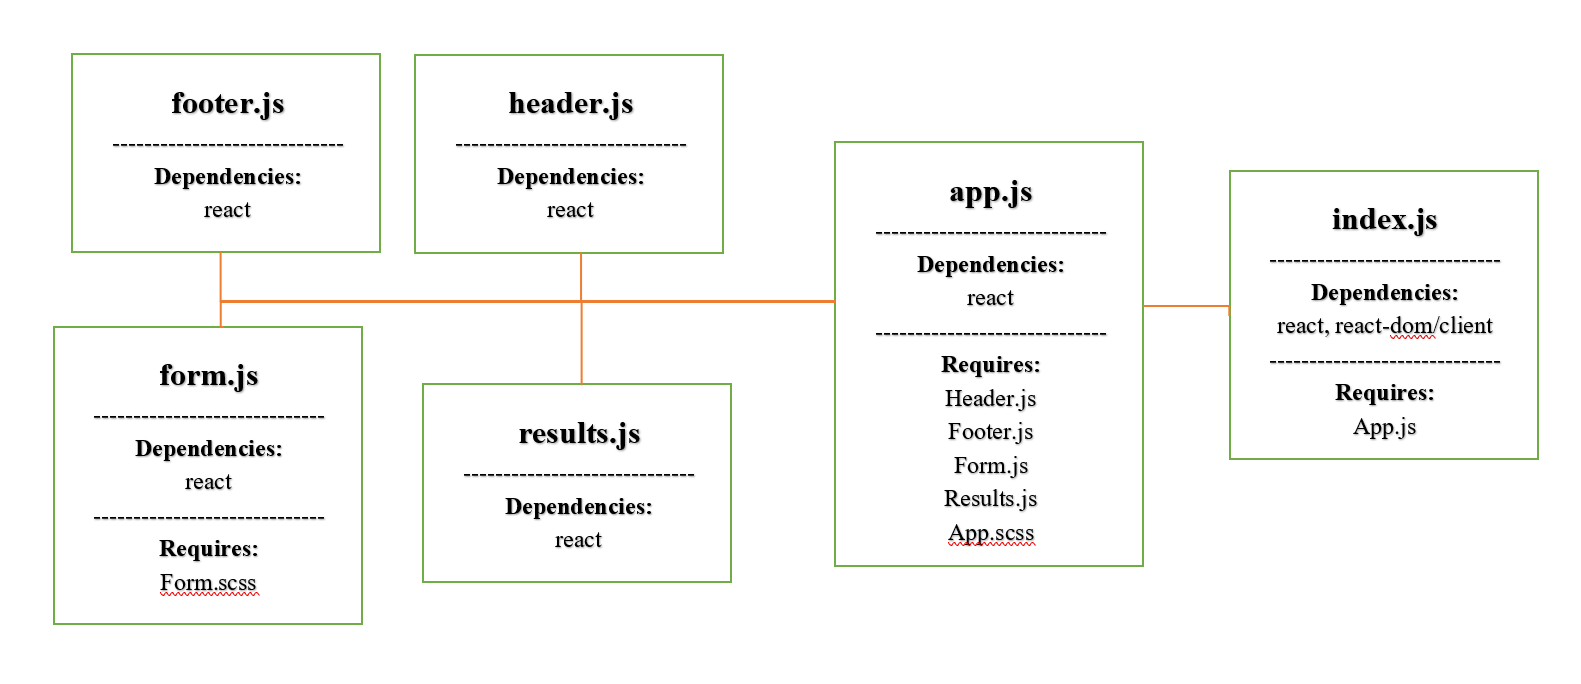 footer.js
-----------------------------
Dependencies:
react
header.js
-----------------------------
Dependencies:
react
form.js
-----------------------------
Dependencies:
react
-----------------------------
Requires:
Form.scss
results.js
-----------------------------
Dependencies:
react
app.js
-----------------------------
Dependencies:
react
-----------------------------
Requires:
Header.js
Footer.js
Form.js
Results.js
App.scss
index.js
-----------------------------
Dependencies:
react, react-dom/client
-----------------------------
Requires:
App.js